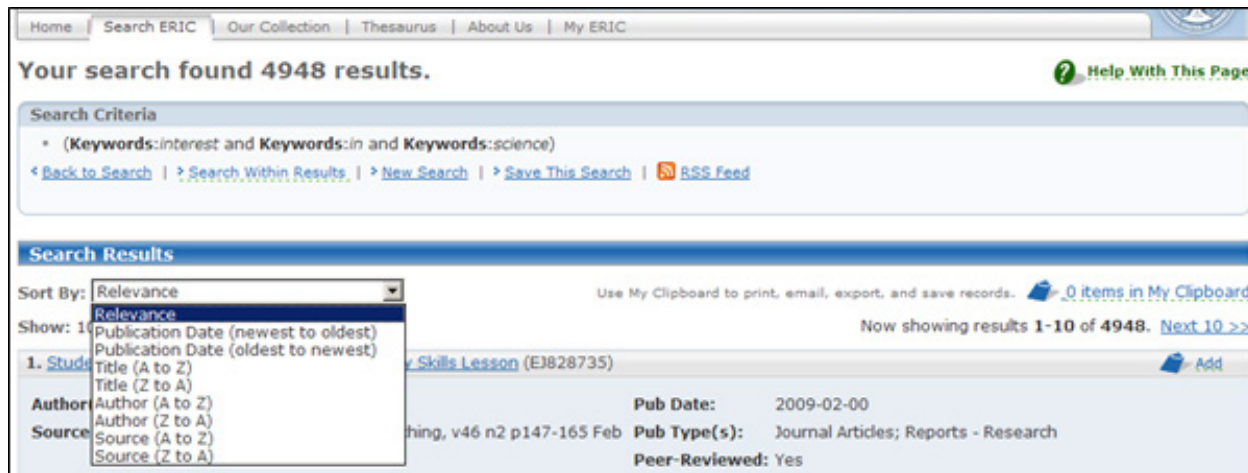 Home | Search ERIC | Our Collection | Thesaurus | About Us | My ERIC
Your search found 4948 results.
Help With This Page
Search Criteria
(Keywords:interest and Keywords:in and Keywords:science)
Back to Search | Search Within Results | New Search | Save This Search | RSS Feed
Search Results
Sort By: Relevance
Use My Clipboard to print, email, export, and save records. 0 items in My Clipboard
Relevance
Publication Date (newest to oldest)
Publication Date (oldest to newest)
Title (A to Z)
Title (Z to A)
Author (A to Z)
Author (Z to A)
Source (A to Z)
Source (Z to A)
Show:
Now showing results 1-10 of 4948. Next 10 >>
1. Skills Lesson (EJ828735)
Add
Author
Pub Date: 2009-02-00
Source v46 n2 p147-165 Feb
Pub Type(s): Journal Articles; Reports - Research
Peer-Reviewed: Yes